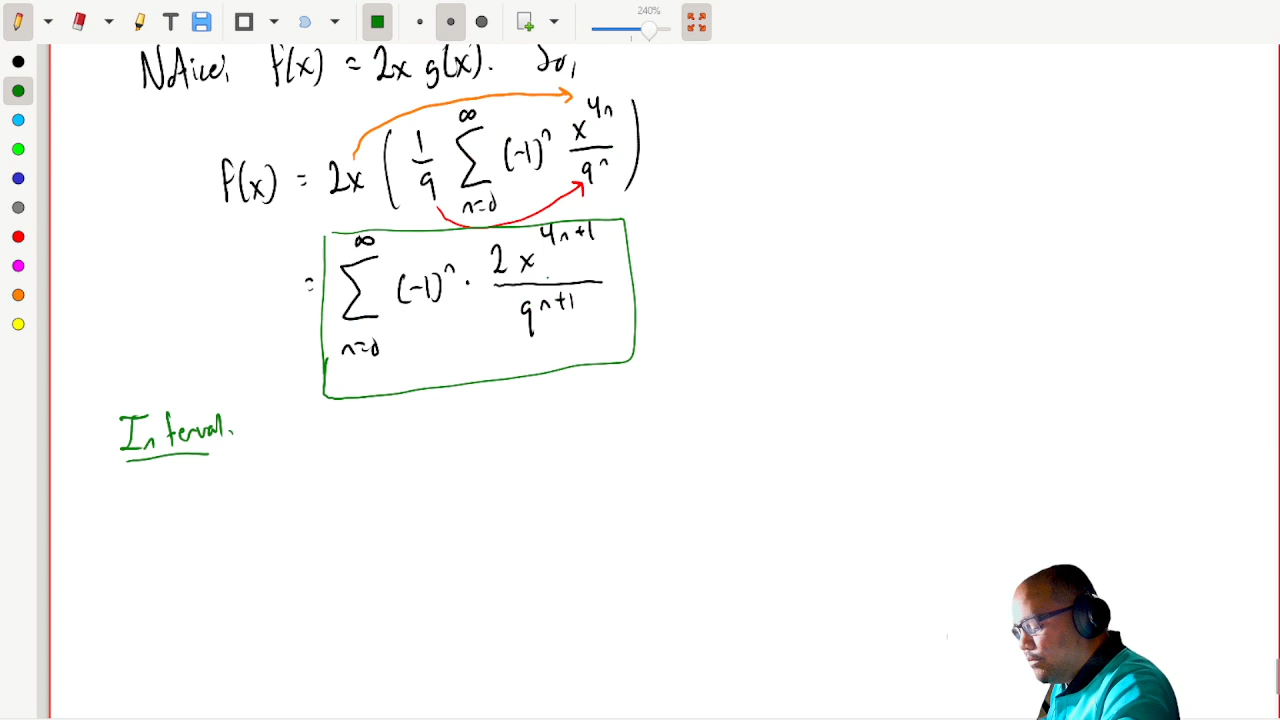 240%
T
Notice: f(x) = 2x g(x). So,
f(x) = 2x ( 1/9 ∑_{n=0}^{∞} (-1)^n x^{4n}/9^n )
= ∑_{n=0}^{∞} (-1)^n · 2x^{4n+1}/9^{n+1}
Interval.